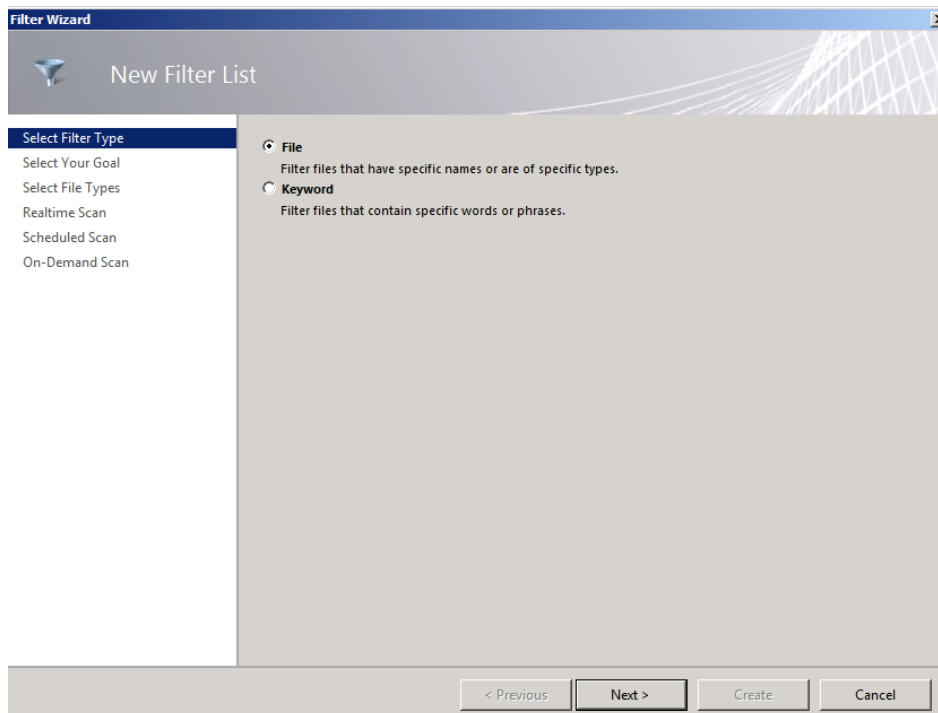 Filter Wizard
New Filter List
Select Filter Type
Select Your Goal
Select File Types
Realtime Scan
Scheduled Scan
On-Demand Scan
File
Filter files that have specific names or are of specific types.
Keyword
Filter files that contain specific words or phrases.
< Previous
Next >
Create
Cancel